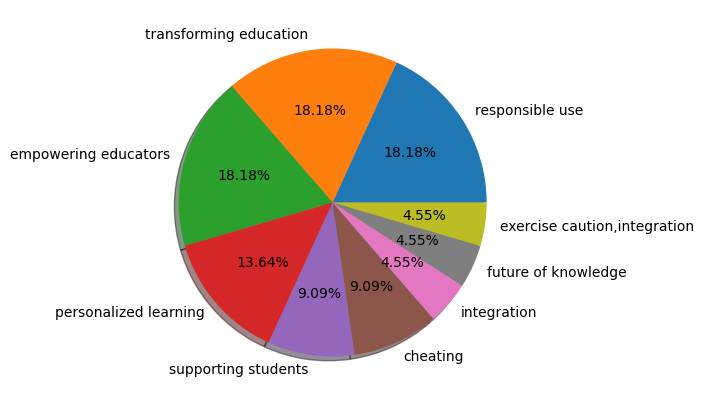 transforming education
responsible use
18.18%
18.18%
empowering educators
18.18%
4.55%
exercise caution,integration
4.55%
13.64%
4.55%
future of knowledge
9.09%
9.09%
personalized learning
integration
cheating
supporting students